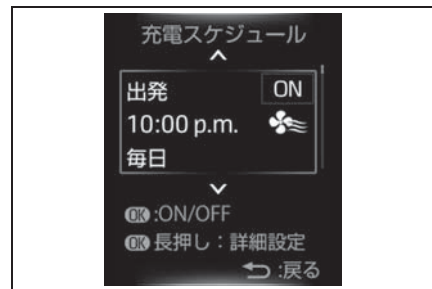 充電スケジュール
出発 ON
10:00 p.m.
毎日
OK :ON/OFF
OK 長押し：詳細設定
:戻る